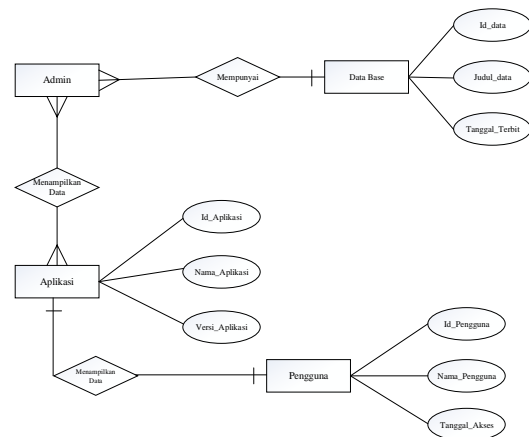 Id_data
Admin
Mempunyai
Data Base
Judul_data
Tanggal_Terbit
Menampilkan
Data
Id_Aplikasi
Aplikasi
Nama_Aplikasi
Versi_Aplikasi
Id_Pengguna
Menampilkan
Data
Pengguna
Nama_Pengguna
Tanggal_Akses